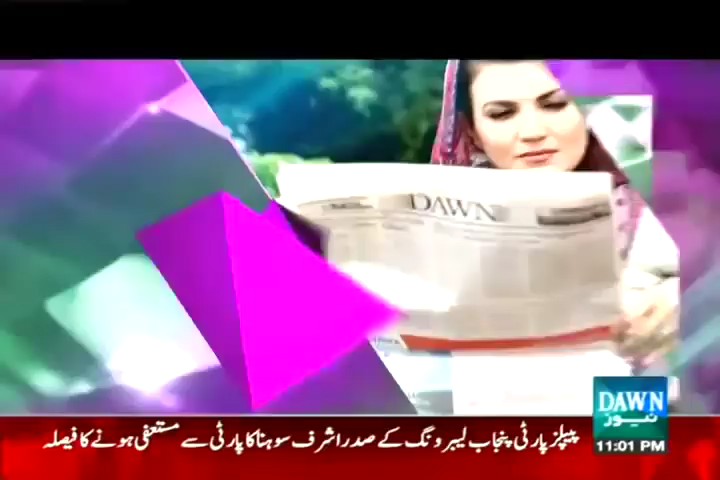 DAWN
DAWN
نیوز
11:01 PM
پیپلز پارٹی پنجاب لیبر ونگ کے صدر اشرف سوہنا کا پارٹی سے مستعفی ہونے کا فیصلہ